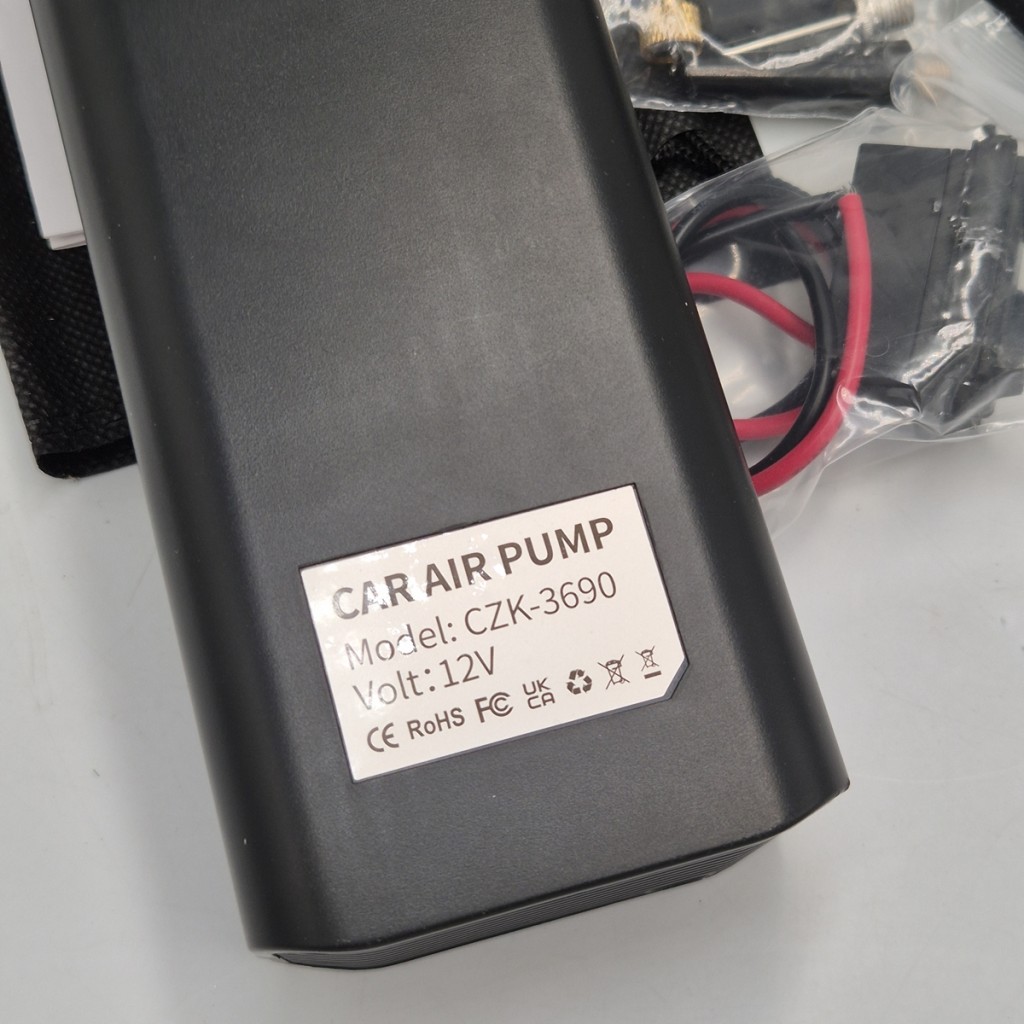 CAR AIR PUMP
Model: CZK-3690
Volt: 12V
CE RoHS FC UK
CA